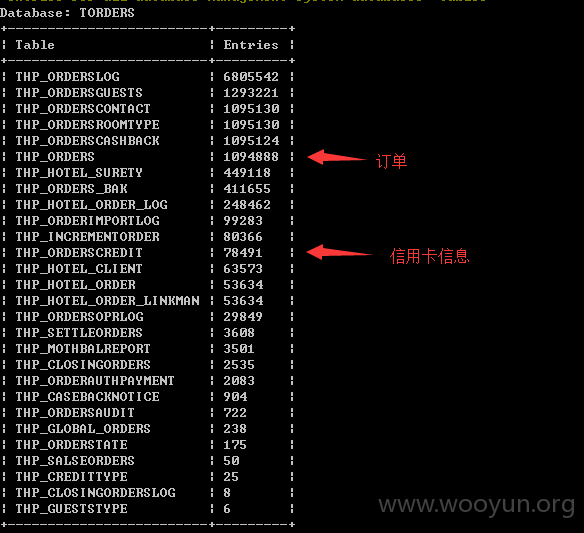 Database: TORDERS
+--------------------------+---------+
| Table | Entries |
+--------------------------+---------+
| THP_ORDERSLOG | 6805542 |
| THP_ORDERSGUESTS | 1293221 |
| THP_ORDERSCONTACT | 1095130 |
| THP_ORDERSROOMTYPE | 1095130 |
| THP_ORDERSCASHBACK | 1095124 |
| THP_ORDERS | 1094888 | 订单
| THP_HOTEL_SURETY | 449118 |
| THP_ORDERS_BAK | 411655 |
| THP_HOTEL_ORDER_LOG | 248462 |
| THP_ORDERIMPORTLOG | 99283 |
| THP_INCREMENTORDER | 80366 |
| THP_ORDERSCREDIT | 78491 | 信用卡信息
| THP_HOTEL_CLIENT | 63573 |
| THP_HOTEL_ORDER | 53634 |
| THP_HOTEL_ORDER_LINKMAN | 53634 |
| THP_ORDERSOPRLOG | 29849 |
| THP_SETTLEORDERS | 3608 |
| THP_MOTHBALREPORT | 3501 |
| THP_CLOSINGORDERS | 2535 |
| THP_ORDERAUTHPAYMENT | 2083 |
| THP_CASEBACKNOTICE | 904 |
| THP_ORDERSAUDIT | 722 |
| THP_GLOBAL_ORDERS | 238 |
| THP_ORDERSTATE | 175 |
| THP_SALSEORDERS | 50 |
| THP_CREDITTYPE | 25 |
| THP_CLOSINGORDERSLOG | 8 |
| THP_GUESTSTYPE | 6 |
+--------------------------+---------+
www.wooyun.org